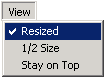 View
Resized
1/2 Size
Stay on Top